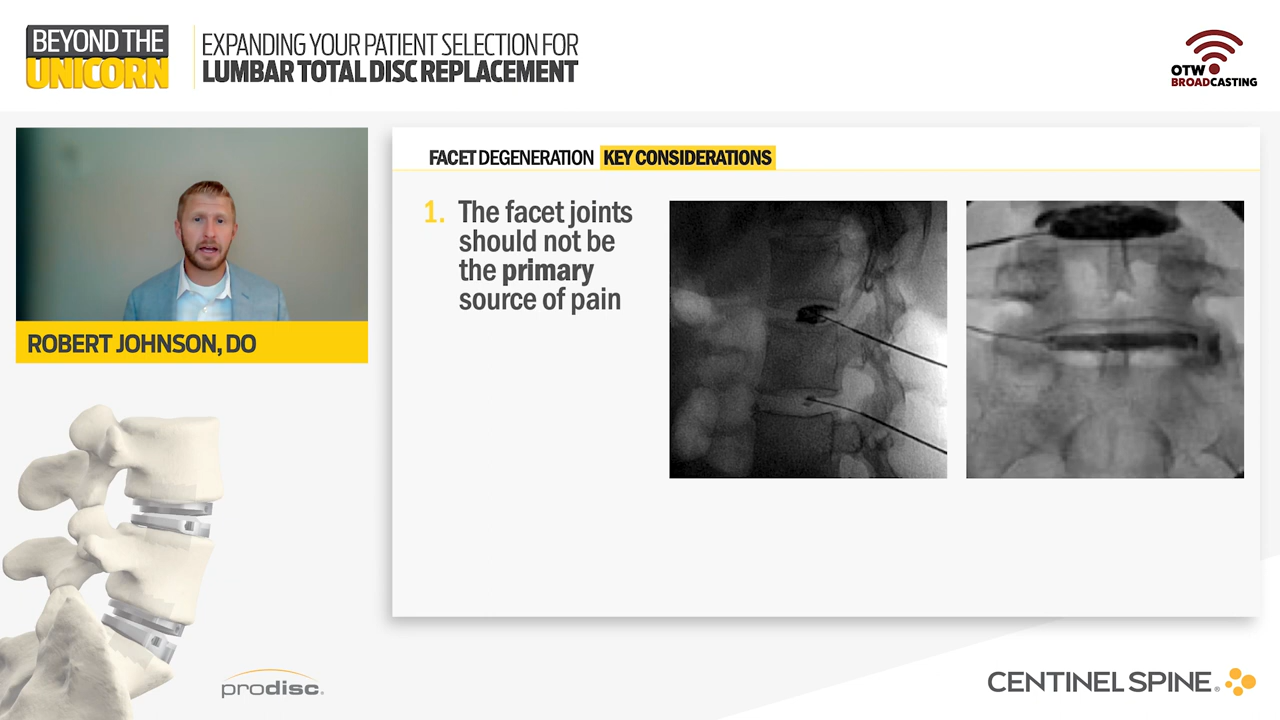 BEYOND THE
UNICORN
EXPANDING YOUR PATIENT SELECTION FOR
LUMBAR TOTAL DISC REPLACEMENT
OTW
BROADCASTING
ROBERT JOHNSON, DO
FACET DEGENERATION KEY CONSIDERATIONS
1. The facet joints
should not be
the primary
source of pain
prodisc®
CENTINEL SPINE®